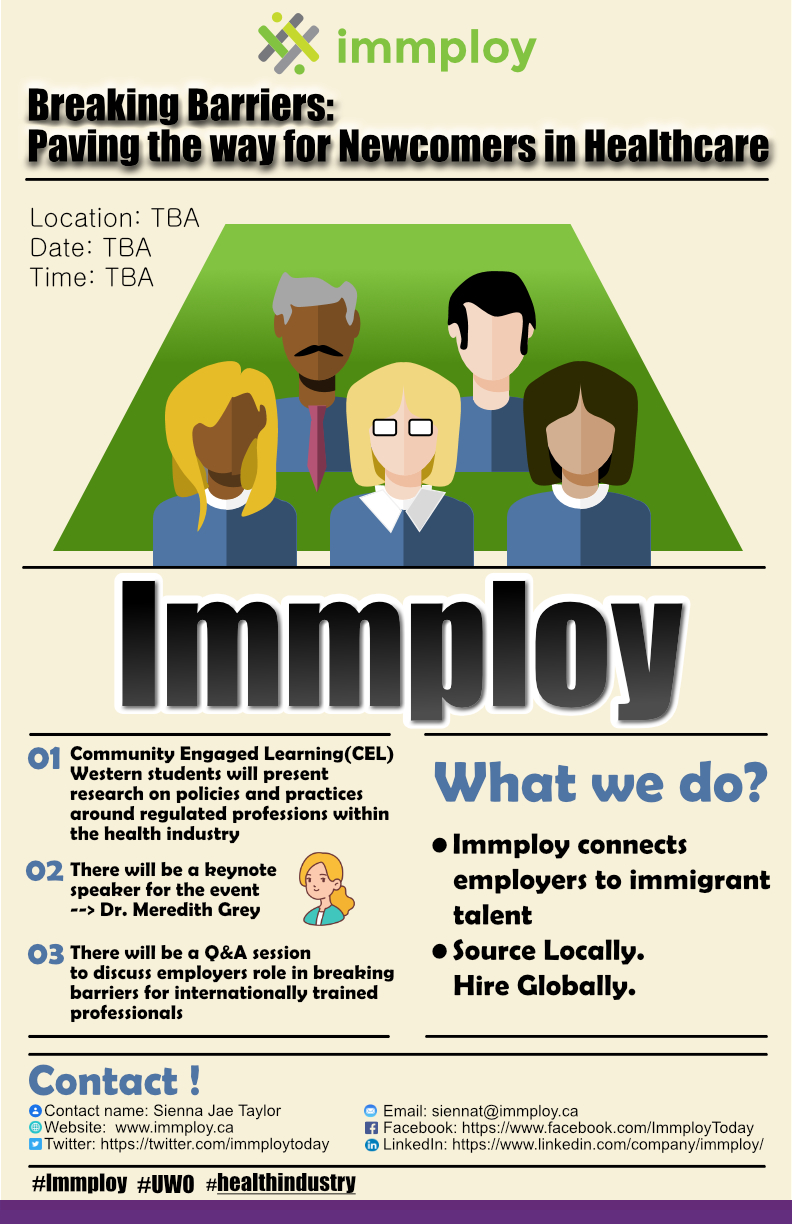 immploy
Breaking Barriers:
Paving the way for Newcomers in Healthcare
Location: TBA
Date: TBA
Time: TBA
Immploy
01 Community Engaged Learning(CEL)
Western students will present
research on policies and practices
around regulated professions within
the health industry
02 There will be a keynote
speaker for the event
--> Dr. Meredith Grey
03 There will be a Q&A session
to discuss employers role in breaking
barriers for internationally trained
professionals
What we do?
● Immploy connects
employers to immigrant
talent
● Source Locally.
Hire Globally.
Contact !
Contact name: Sienna Jae Taylor
Website: www.immploy.ca
Twitter: https://twitter.com/immploytoday
Email: siennat@immploy.ca
Facebook: https://www.facebook.com/ImmployToday
LinkedIn: https://www.linkedin.com/company/immploy/
#Immploy #UWO #healthindustry